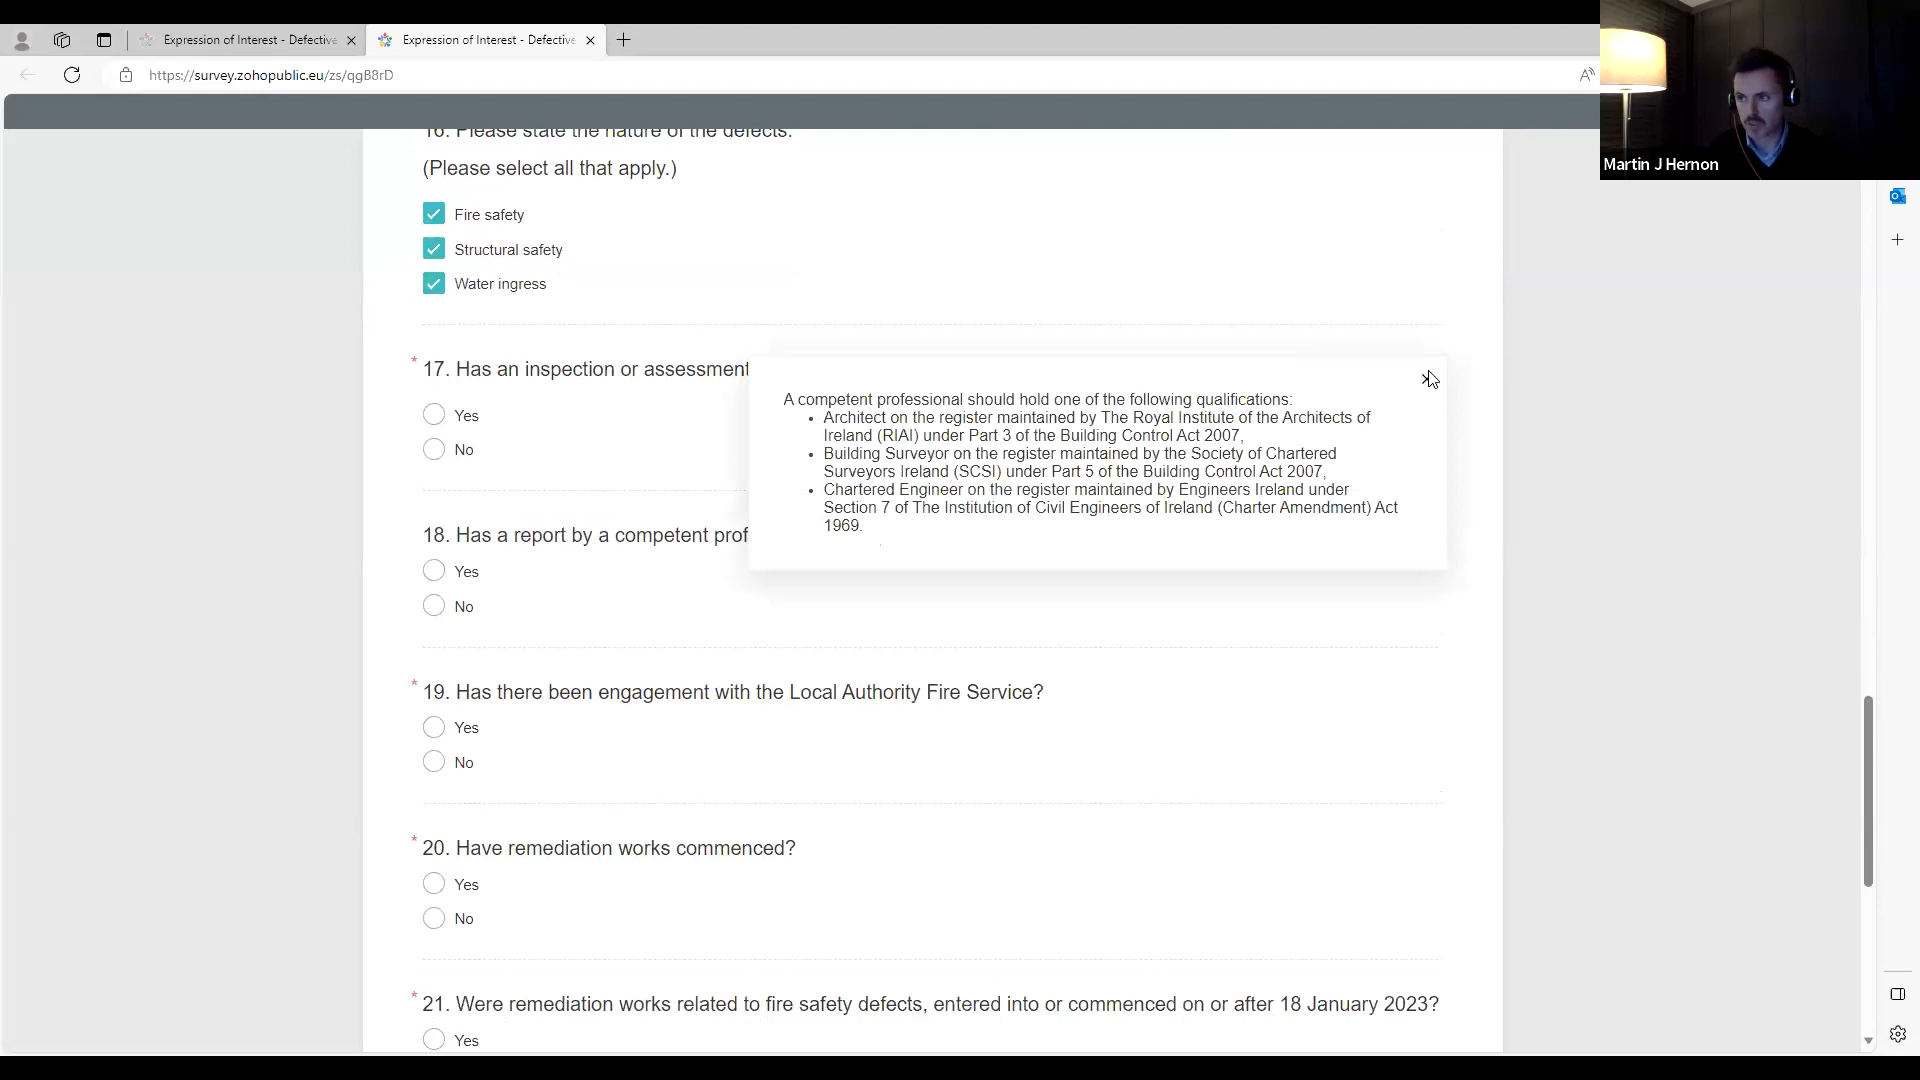 Expression of Interest - Defective
Expression of Interest - Defective
https://survey.zohopublic.eu/zs/qgB8rD
Martin J Hernon
16. Please state the nature of the defects.
(Please select all that apply.)
Fire safety
Structural safety
Water ingress
* 17. Has an inspection or assessment
Yes
No
A competent professional should hold one of the following qualifications:
• Architect on the register maintained by The Royal Institute of the Architects of
Ireland (RIAI) under Part 3 of the Building Control Act 2007,
• Building Surveyor on the register maintained by the Society of Chartered
Surveyors Ireland (SCSI) under Part 5 of the Building Control Act 2007,
• Chartered Engineer on the register maintained by Engineers Ireland under
Section 7 of The Institution of Civil Engineers of Ireland (Charter Amendment) Act
1969.
18. Has a report by a competent prof
Yes
No
* 19. Has there been engagement with the Local Authority Fire Service?
Yes
No
* 20. Have remediation works commenced?
Yes
No
* 21. Were remediation works related to fire safety defects, entered into or commenced on or after 18 January 2023?
Yes